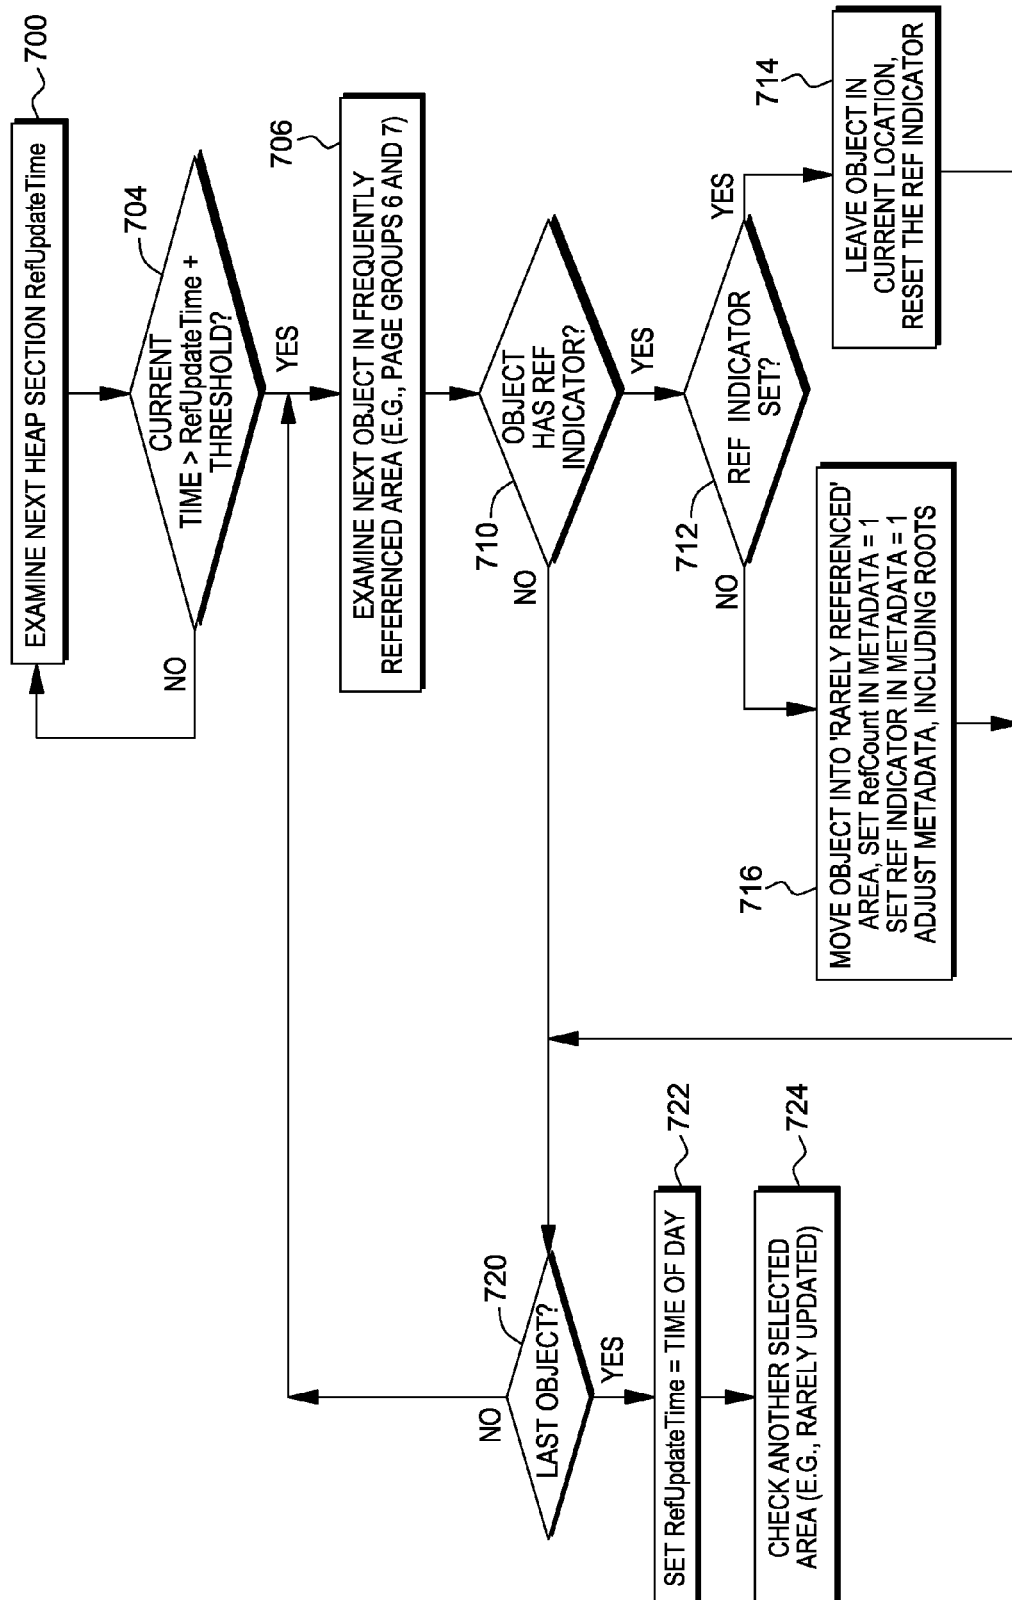 700
EXAMINE NEXT HEAP SECTION RefUpdateTime
704
CURRENT
TIME > RefUpdateTime +
THRESHOLD?
NO
YES
706
EXAMINE NEXT OBJECT IN FREQUENTLY
REFERENCED AREA (E.G., PAGE GROUPS 6 AND 7)
710
OBJECT
HAS REF
INDICATOR?
NO
YES
712
REF INDICATOR
SET?
NO
YES
714
LEAVE OBJECT IN
CURRENT LOCATION,
RESET THE REF INDICATOR
716
MOVE OBJECT INTO 'RARELY REFERENCED'
AREA, SET RefCount IN METADATA = 1
SET REF INDICATOR IN METADATA = 1
ADJUST METADATA, INCLUDING ROOTS
720
LAST OBJECT?
NO
YES
722
SET RefUpdateTime = TIME OF DAY
724
CHECK ANOTHER SELECTED
AREA (E.G., RARELY UPDATED)